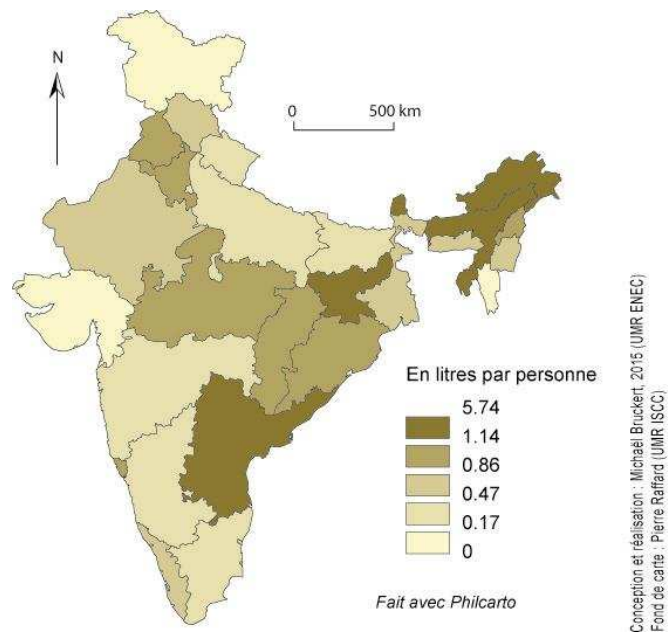 N
0 500 km
En litres par personne
5.74
1.14
0.86
0.47
0.17
0
Fait avec Philcarto
Conception et réalisation : Michaël Bruckert, 2015 (UMR ENEC)
Fond de carte : Pierre Raffard (UMR ISCC)